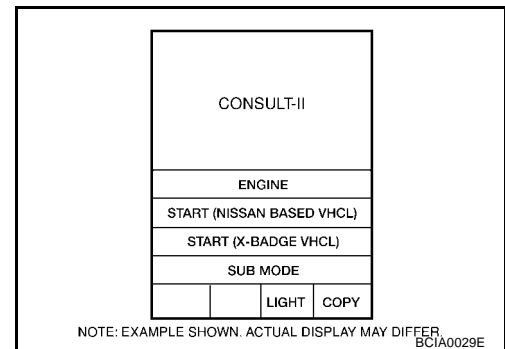 CONSULT-II
ENGINE
START (NISSAN BASED VHCL)
START (X-BADGE VHCL)
SUB MODE
LIGHT COPY
NOTE: EXAMPLE SHOWN. ACTUAL DISPLAY MAY DIFFER.
BCIA0029E